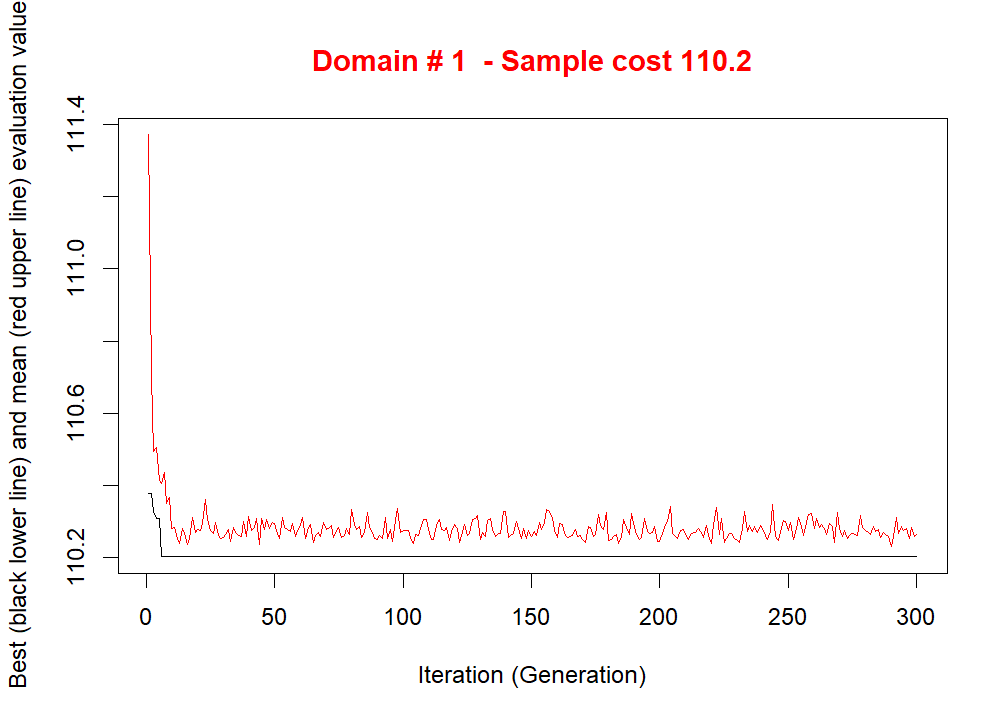 Domain # 1  - Sample cost 110.2
Best (black lower line) and mean (red upper line) evaluation value
111.4
111.0
110.6
110.2
0 50 100 150 200 250 300
Iteration (Generation)